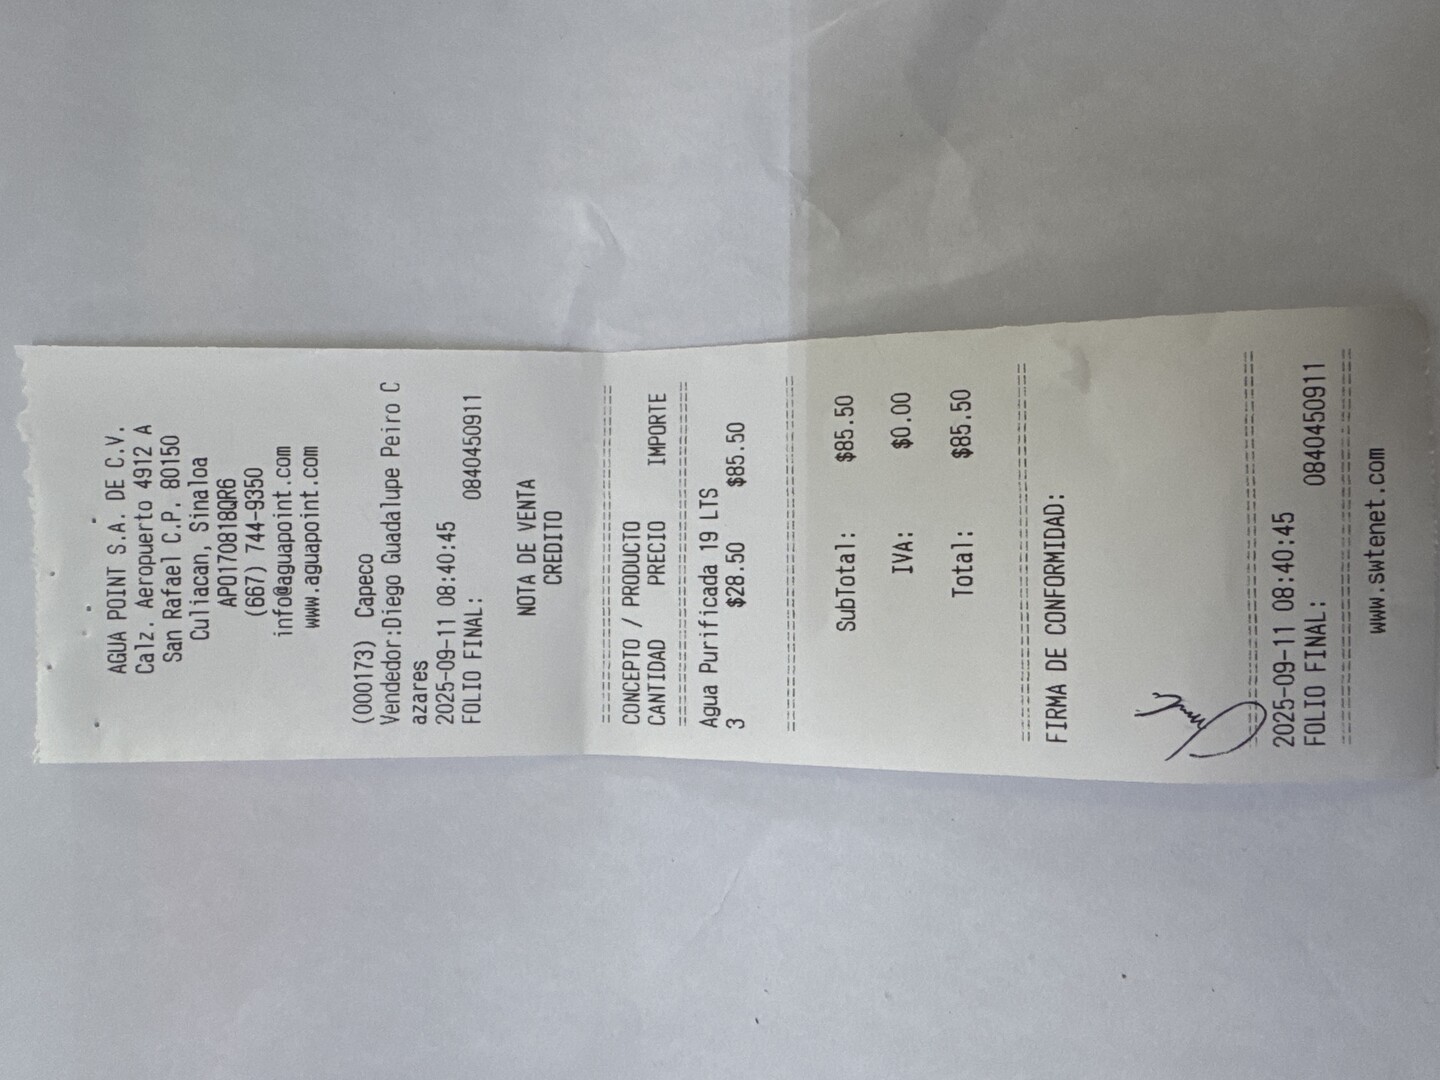 AGUA POINT S.A. DE C.V.
Calz. Aeropuerto 4912 A
San Rafael C.P. 80150
Culiacan, Sinaloa
APO170818QR6
(667) 744-9350
info@aguapoint.com
www.aguapoint.com
(000173) Capeco
Vendedor:Diego Guadalupe Peiro C
azares
2025-09-11 08:40:45
FOLIO FINAL: 0840450911
NOTA DE VENTA
CREDITO
================================
CONCEPTO / PRODUCTO
CANTIDAD PRECIO IMPORTE
================================
Agua Purificada 19 LTS
3 $28.50 $85.50
================================
SubTotal: $85.50
IVA: $0.00
Total: $85.50
================================
FIRMA DE CONFORMIDAD:
================================
2025-09-11 08:40:45
FOLIO FINAL: 0840450911
================================
www.swtenet.com